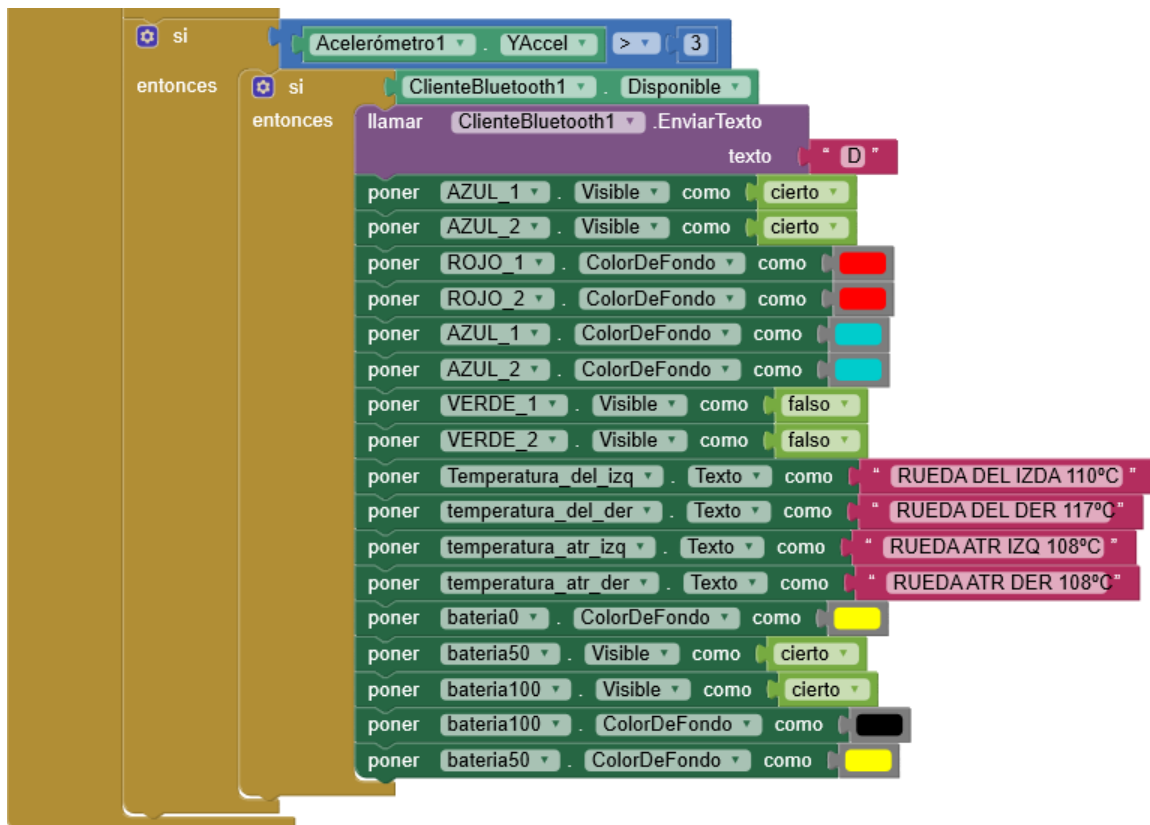 si Acelerómetro1 . YAccel > 3
entonces si ClienteBluetooth1 . Disponible
entonces llamar ClienteBluetooth1 .EnviarTexto
texto " D "
poner AZUL_1 . Visible como cierto
poner AZUL_2 . Visible como cierto
poner ROJO_1 . ColorDeFondo como
poner ROJO_2 . ColorDeFondo como
poner AZUL_1 . ColorDeFondo como
poner AZUL_2 . ColorDeFondo como
poner VERDE_1 . Visible como falso
poner VERDE_2 . Visible como falso
poner Temperatura_del_izq . Texto como " RUEDA DEL IZDA 110ºC "
poner temperatura_del_der . Texto como " RUEDA DEL DER 117ºC "
poner temperatura_atr_izq . Texto como " RUEDA ATR IZQ 108ºC "
poner temperatura_atr_der . Texto como " RUEDA ATR DER 108ºC "
poner bateria0 . ColorDeFondo como
poner bateria50 . Visible como cierto
poner bateria100 . Visible como cierto
poner bateria100 . ColorDeFondo como
poner bateria50 . ColorDeFondo como